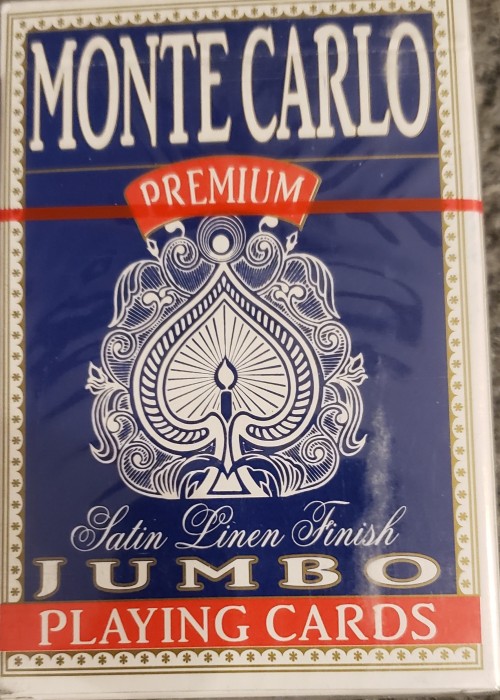 MONTE CARLO
PREMIUM
Satin Linen Finish
JUMBO
PLAYING CARDS